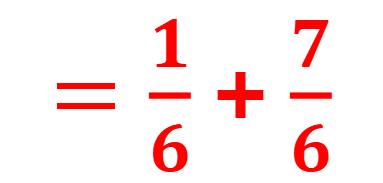 = 1/6 + 7/6